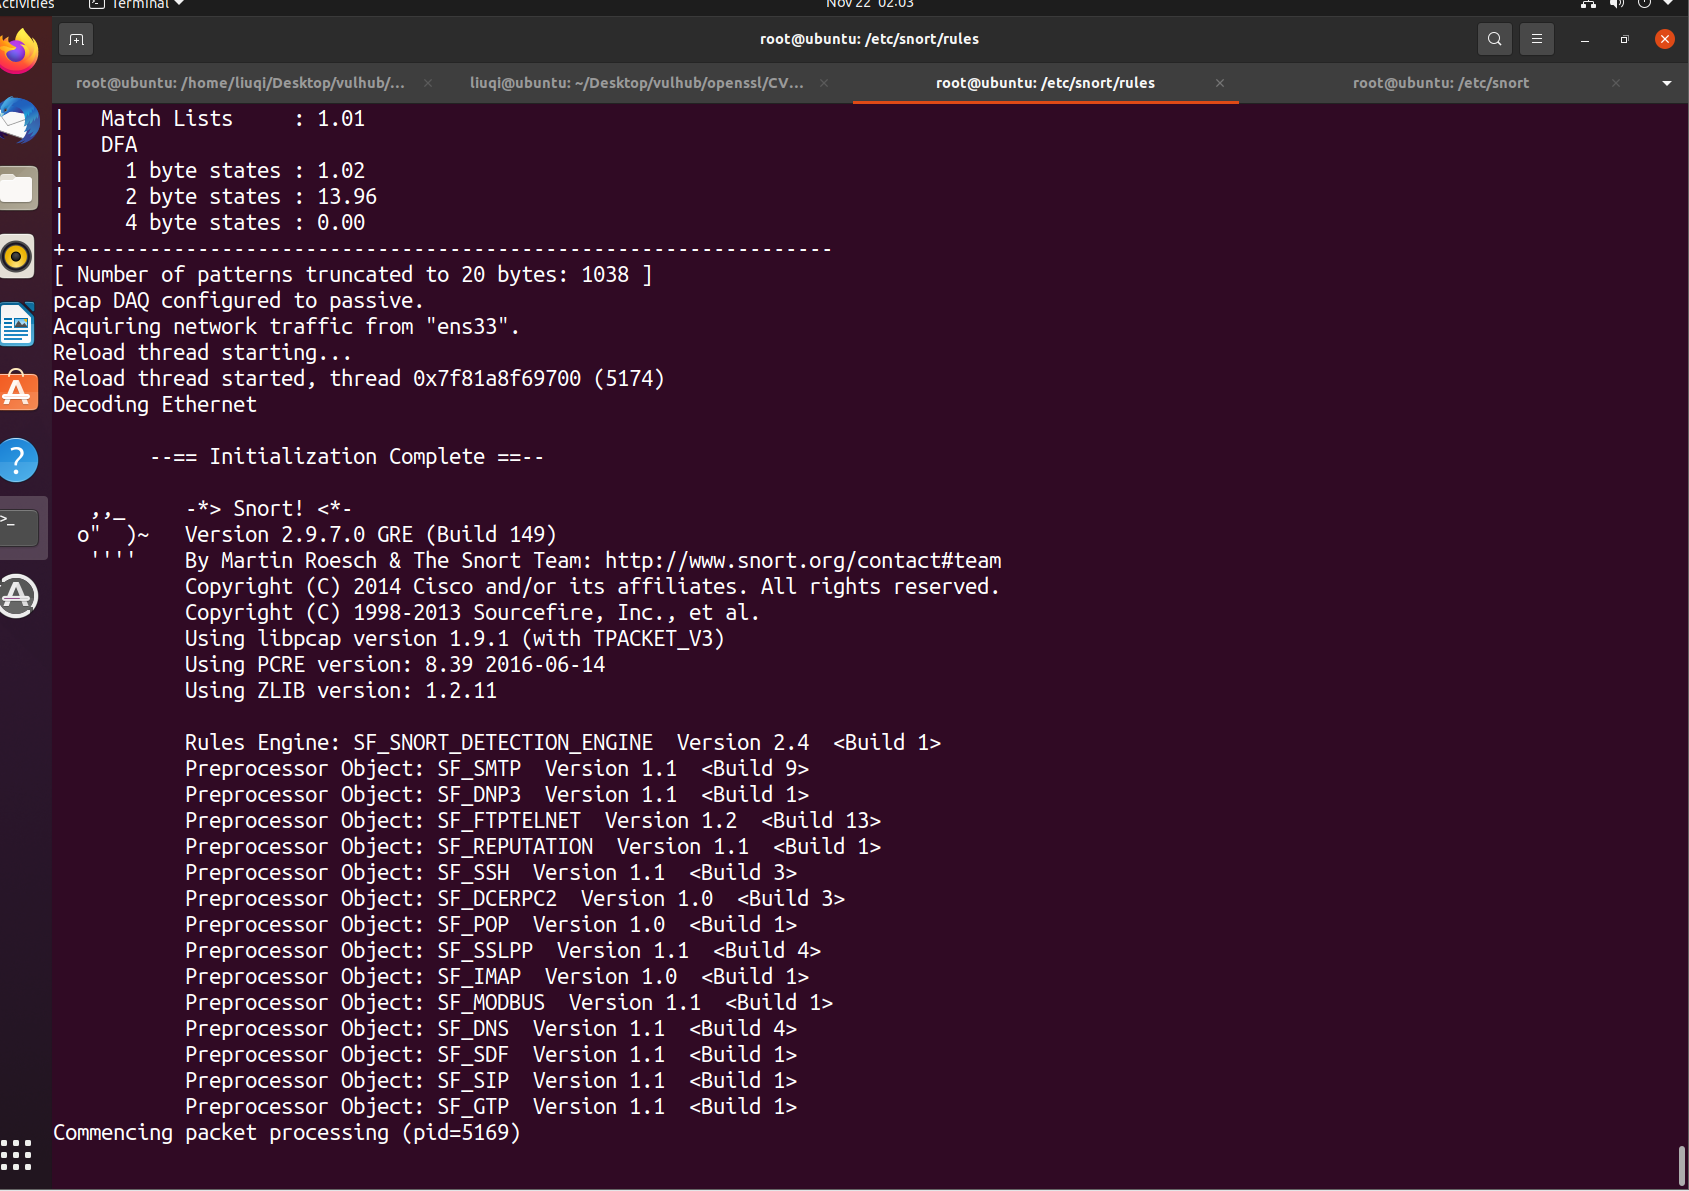 Activities Terminal Nov 22 02:03
root@ubuntu: /etc/snort/rules
root@ubuntu: /home/liuqi/Desktop/vulhub/... liuqi@ubuntu: ~/Desktop/vulhub/openssl/CV... root@ubuntu: /etc/snort/rules root@ubuntu: /etc/snort
|   Match Lists     : 1.01
|   DFA
|     1 byte states : 1.02
|     2 byte states : 13.96
|     4 byte states : 0.00
+----------------------------------------------------------------
[ Number of patterns truncated to 20 bytes: 1038 ]
pcap DAQ configured to passive.
Acquiring network traffic from "ens33".
Reload thread starting...
Reload thread started, thread 0x7f81a8f69700 (5174)
Decoding Ethernet
        --== Initialization Complete ==--
   ,,_     -*> Snort! <*-
  o"  )~   Version 2.9.7.0 GRE (Build 149)
   ''''    By Martin Roesch & The Snort Team: http://www.snort.org/contact#team
           Copyright (C) 2014 Cisco and/or its affiliates. All rights reserved.
           Copyright (C) 1998-2013 Sourcefire, Inc., et al.
           Using libpcap version 1.9.1 (with TPACKET_V3)
           Using PCRE version: 8.39 2016-06-14
           Using ZLIB version: 1.2.11
           Rules Engine: SF_SNORT_DETECTION_ENGINE  Version 2.4  <Build 1>
           Preprocessor Object: SF_SMTP  Version 1.1  <Build 9>
           Preprocessor Object: SF_DNP3  Version 1.1  <Build 1>
           Preprocessor Object: SF_FTPTELNET  Version 1.2  <Build 13>
           Preprocessor Object: SF_REPUTATION  Version 1.1  <Build 1>
           Preprocessor Object: SF_SSH  Version 1.1  <Build 3>
           Preprocessor Object: SF_DCERPC2  Version 1.0  <Build 3>
           Preprocessor Object: SF_POP  Version 1.0  <Build 1>
           Preprocessor Object: SF_SSLPP  Version 1.1  <Build 4>
           Preprocessor Object: SF_IMAP  Version 1.0  <Build 1>
           Preprocessor Object: SF_MODBUS  Version 1.1  <Build 1>
           Preprocessor Object: SF_DNS  Version 1.1  <Build 4>
           Preprocessor Object: SF_SDF  Version 1.1  <Build 1>
           Preprocessor Object: SF_SIP  Version 1.1  <Build 1>
           Preprocessor Object: SF_GTP  Version 1.1  <Build 1>
Commencing packet processing (pid=5169)